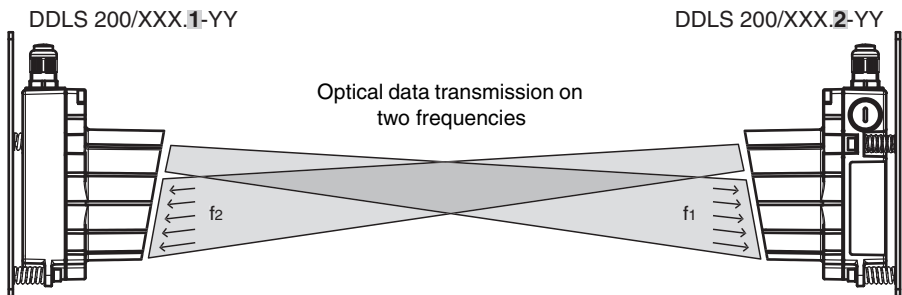 DDLS 200/XXX.1-YY
DDLS 200/XXX.2-YY
Optical data transmission on
two frequencies
f2
f1